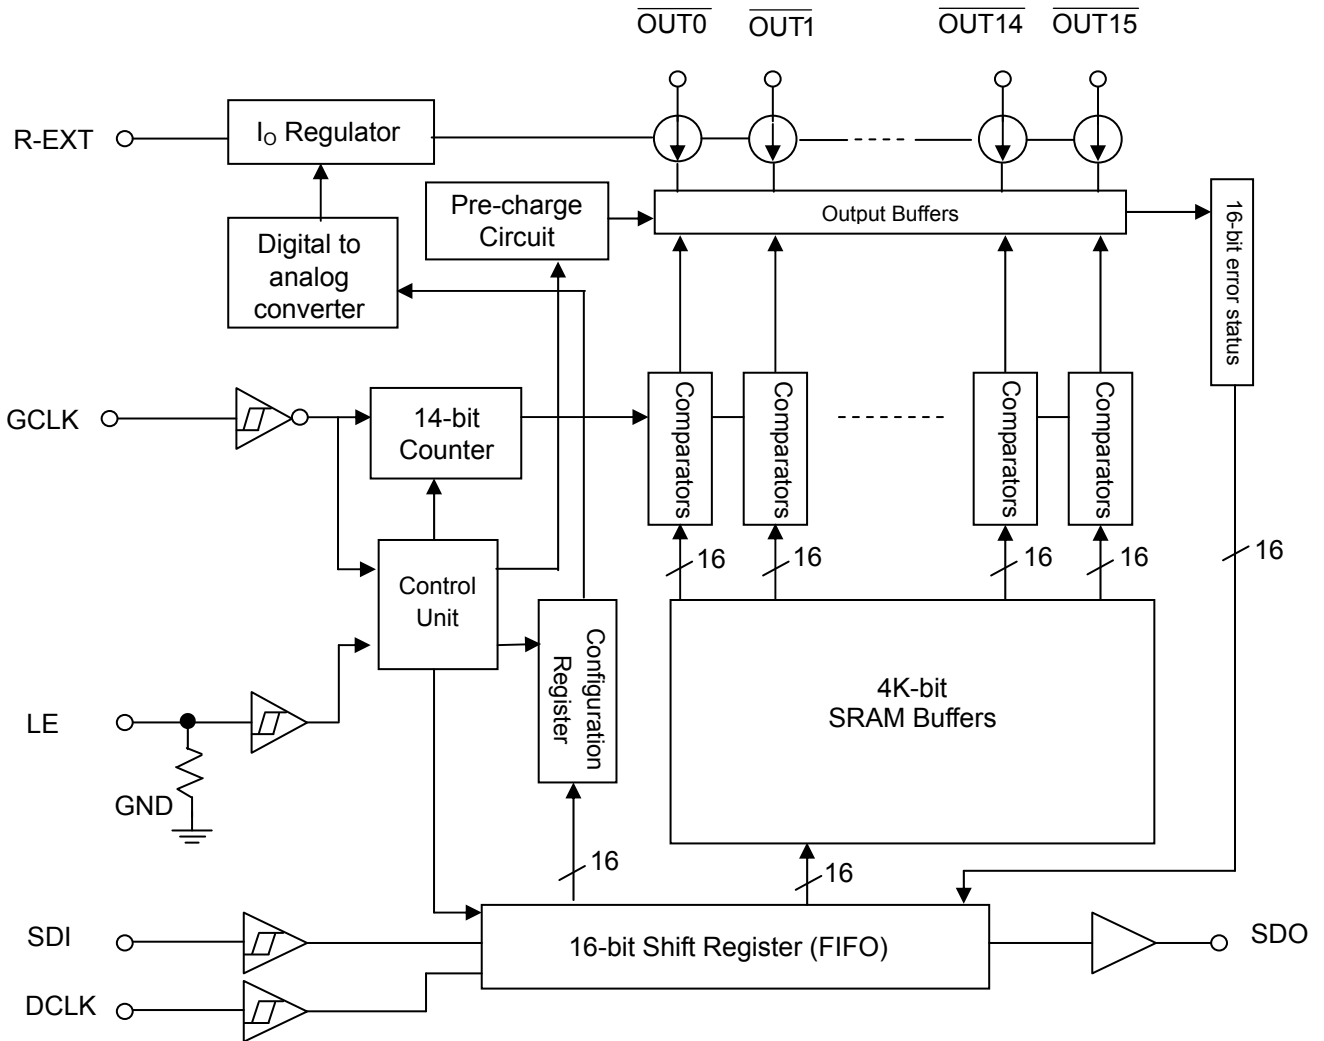 OUT0 OUT1 OUT14 OUT15
R-EXT
IO Regulator
Pre-charge
Circuit
Output Buffers
16-bit error status
Digital to
analog
converter
GCLK
14-bit
Counter
Comparators
Comparators
Comparators
Comparators
16
16
16
16
16
Control
Unit
Configuration
Register
4K-bit
SRAM Buffers
LE
GND
16
16
SDI
16-bit Shift Register (FIFO)
SDO
DCLK